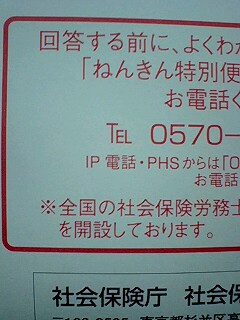 回答する前に、よくわか
「ねんきん特別便
お電話く
TEL 0570-
IP 電話・PHSからは「0
お電話
※全国の社会保険労務士
を開設しております。
社会保険庁 社会保